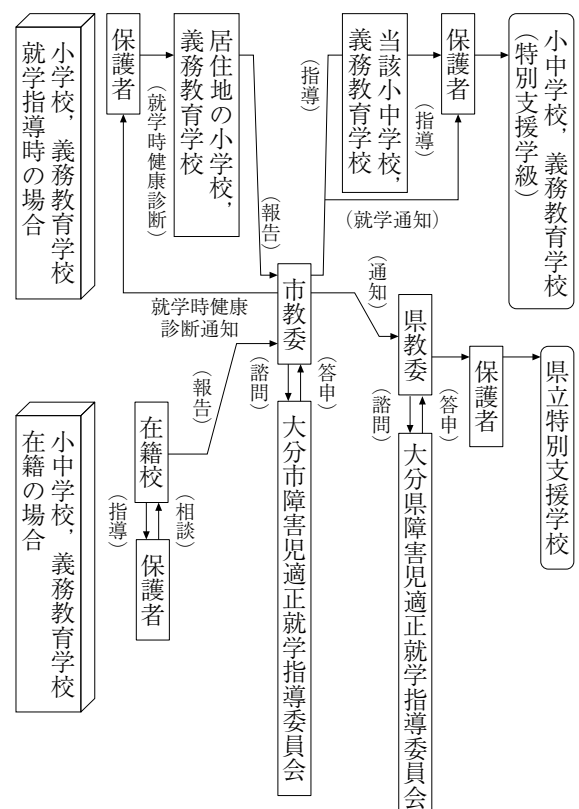 小学校，義務教育学校
就学指導時の場合
保護者
(就学時健康診断)
居住地の小学校，
義務教育学校
(報告)
(指導)
当該小中学校，
義務教育学校
(指導)
保護者
小中学校，義務教育学校
(特別支援学級)
(就学通知)
就学時健康
診断通知
市教委
(通知)
県教委
(諮問)
(答申)
(諮問)
(答申)
保護者
県立特別支援学校
小中学校，義務教育学校
在籍の場合
在籍校
(報告)
(指導)
(相談)
保護者
大分市障害児適正就学指導委員会
大分県障害児適正就学指導委員会